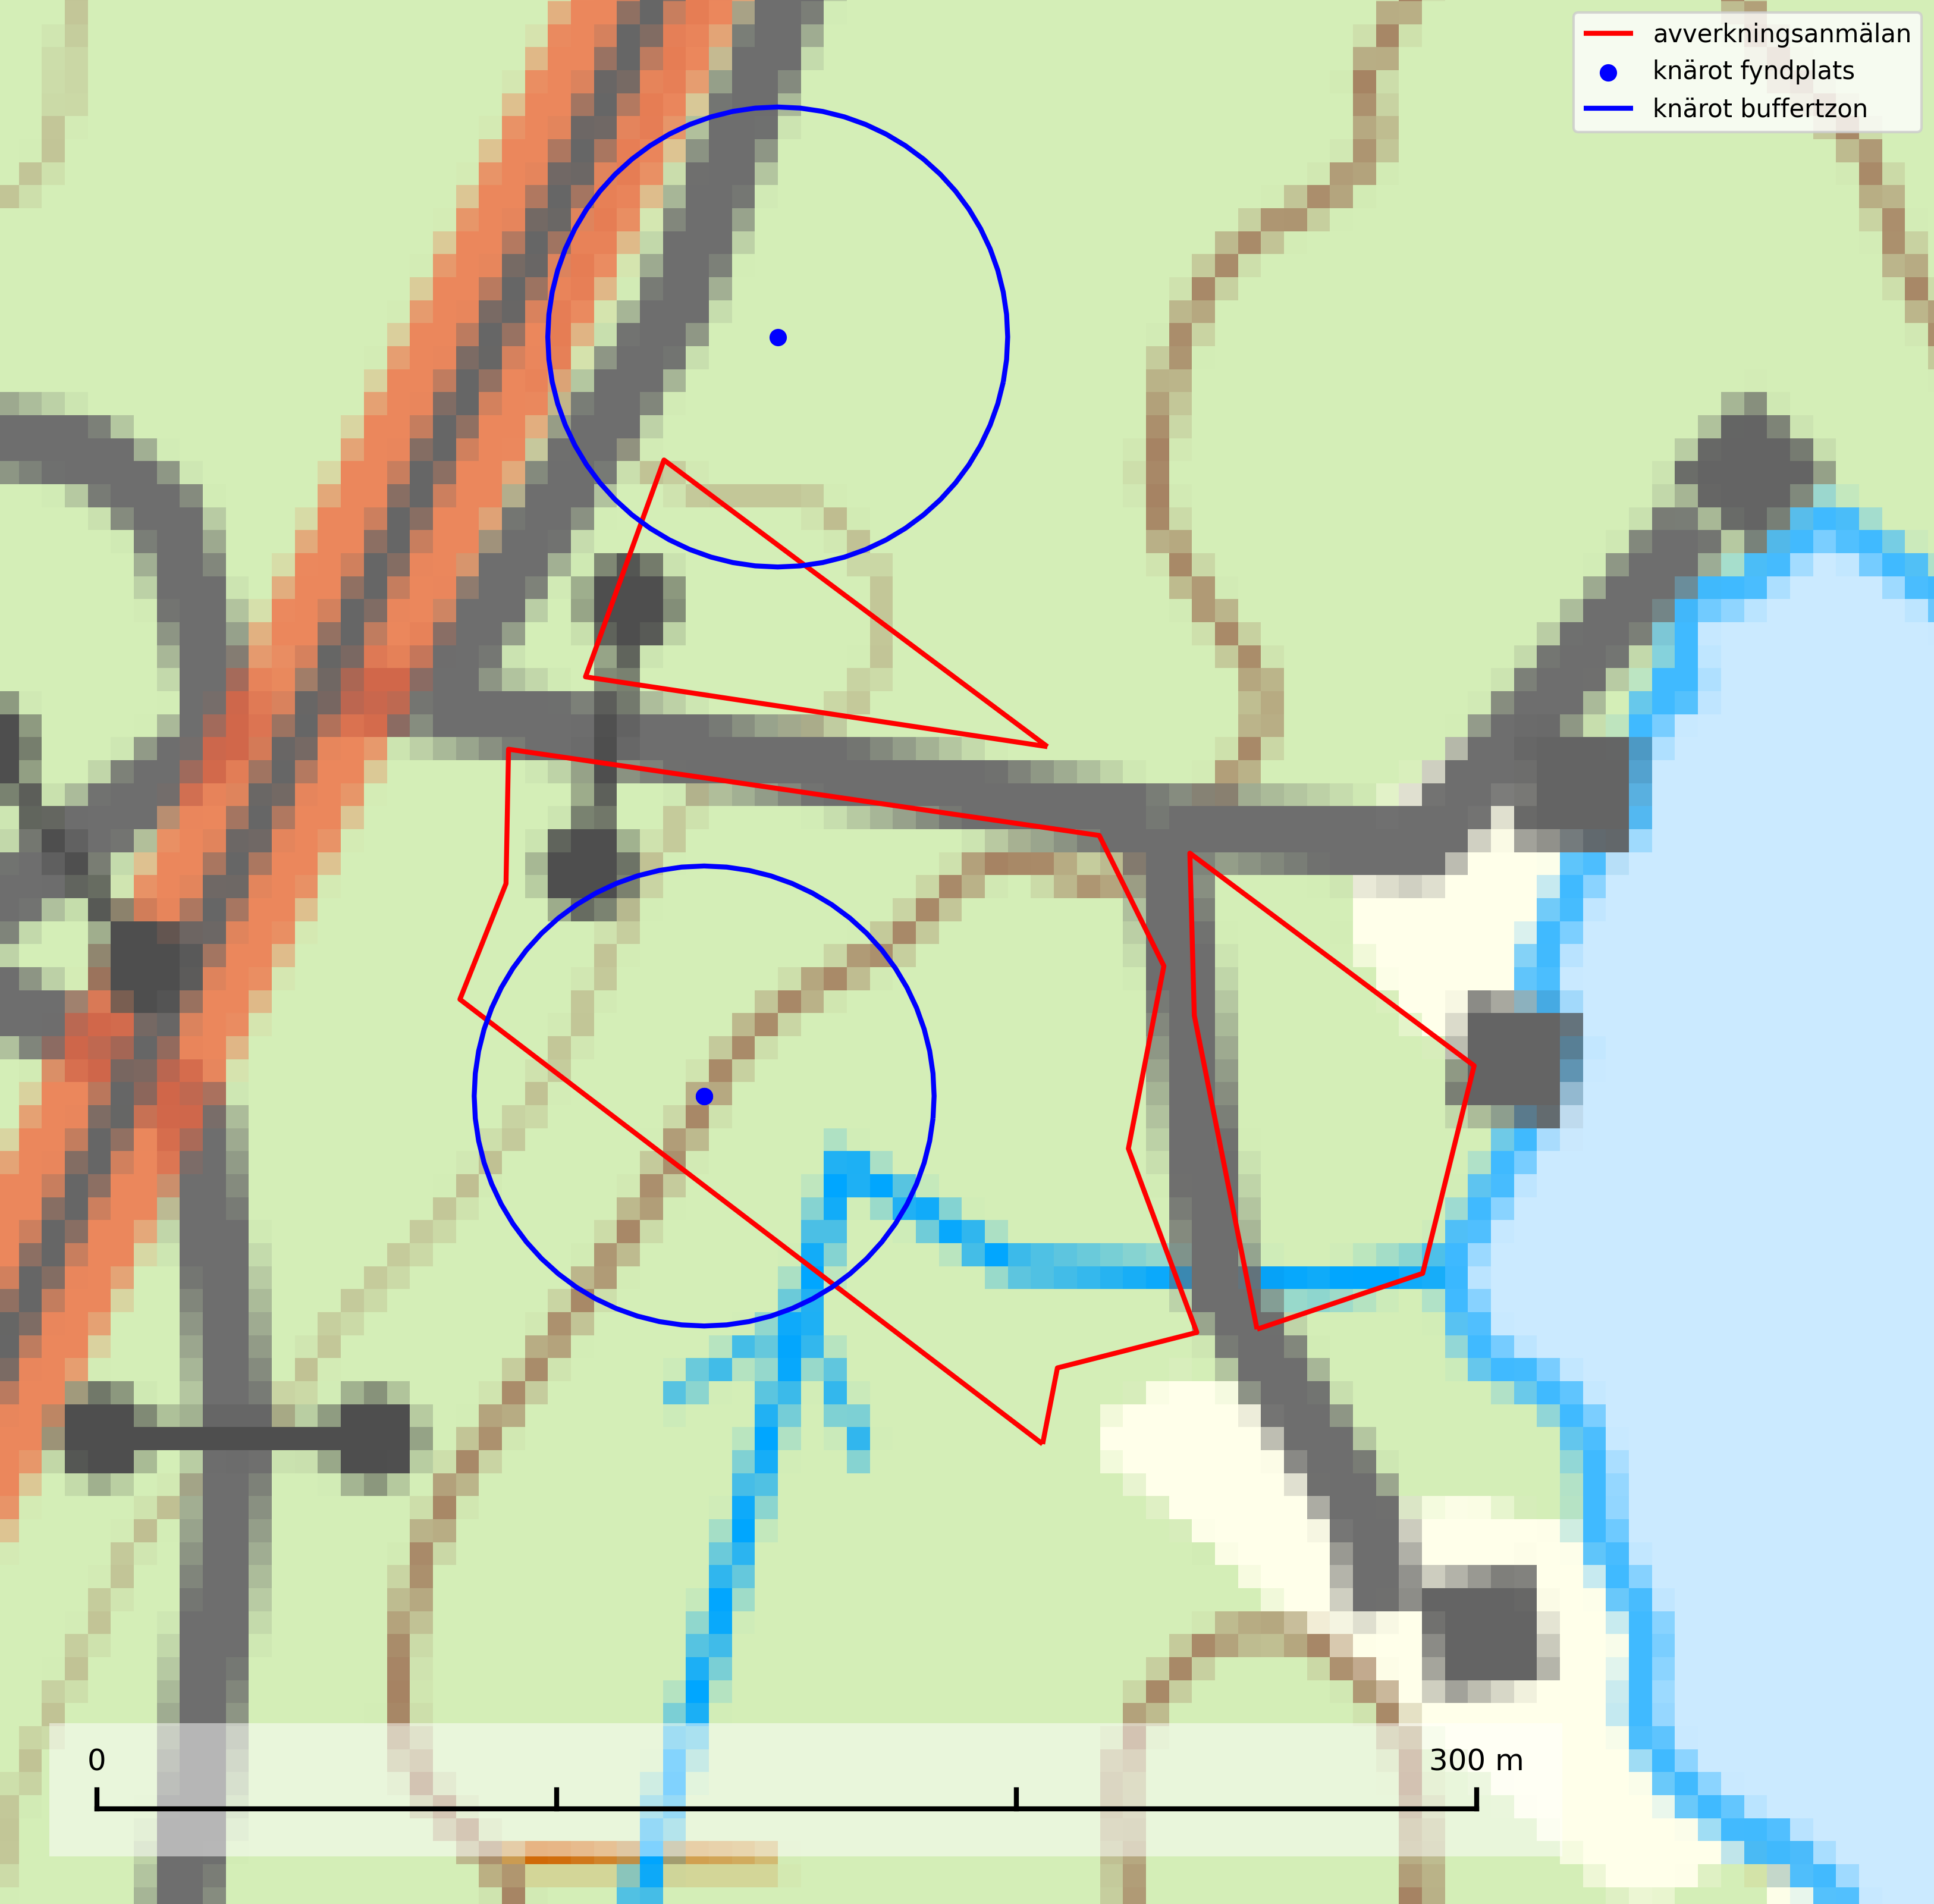 avverkningsanmälan
knärot fyndplats
knärot buffertzon
0 300 m